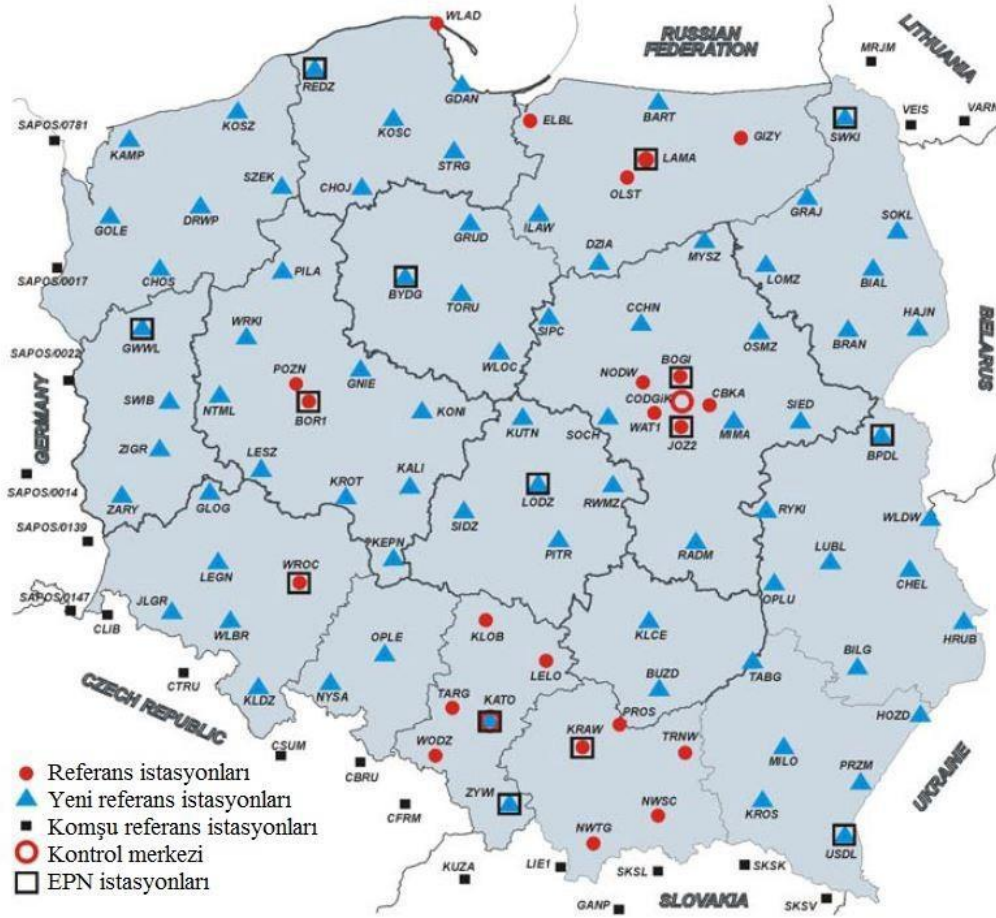 WLAD
RUSSIAN
FEDERATION
LITHUANIA
MRJM
REDZ
GDAN
VEIS
VARN
KOSZ
KOSC
ELBL
BART
GIZY
SWKI
SAPOS/0781
KAMP
STRG
LAMA
SZEK
CHOJ
OLST
GOLE
DRWP
GRUD
ILAW
GRAJ
SOKL
DZIA
MYSZ
SAPOS/0017
CHOS
PILA
BYDG
TORU
LOMZ
BIAL
CCHN
SIPC
HAJN
BELARUS
GWWL
WRKI
OSMZ
BRAN
SAPOS/0022
WLOC
POZN
GNIE
BOGI
NODW
CBKA
GERMANY
SWIB
NTML
BOR1
KONI
CODGiK
WAT1
KUTN
SOCH
JOZ2
MIMA
SIED
ZIGR
BPDL
LESZ
KALI
SAPOS/0014
ZARY
GLOG
KROT
LODZ
RWMZ
SIDZ
RYKI
WLDW
SAPOS/0139
PKEPN
PITR
RADM
LUBL
LEGN
WROC
CHEL
SAPOS/0147
JLGR
OPLU
CLIB
WLBR
OPLE
KLOB
KLCE
HRUB
BILG
LELO
TABG
CZECH REPUBLIC
CTRU
KLDZ
NYSA
TARG
KATO
BUZD
PROS
HOZD
CSUM
WODZ
KRAW
TRNW
MILO
UKRAINE
CBRU
PRZM
Referans istasyonları
Yeni referans istasyonları
Komşu referans istasyonları
Kontrol merkezi
EPN istasyonları
ZYWI
CFRM
NWSC
KROS
NWTG
USDL
KUZA
LIE1
SKSL
SKSK
GANP
SLOVAKIA
SKSV